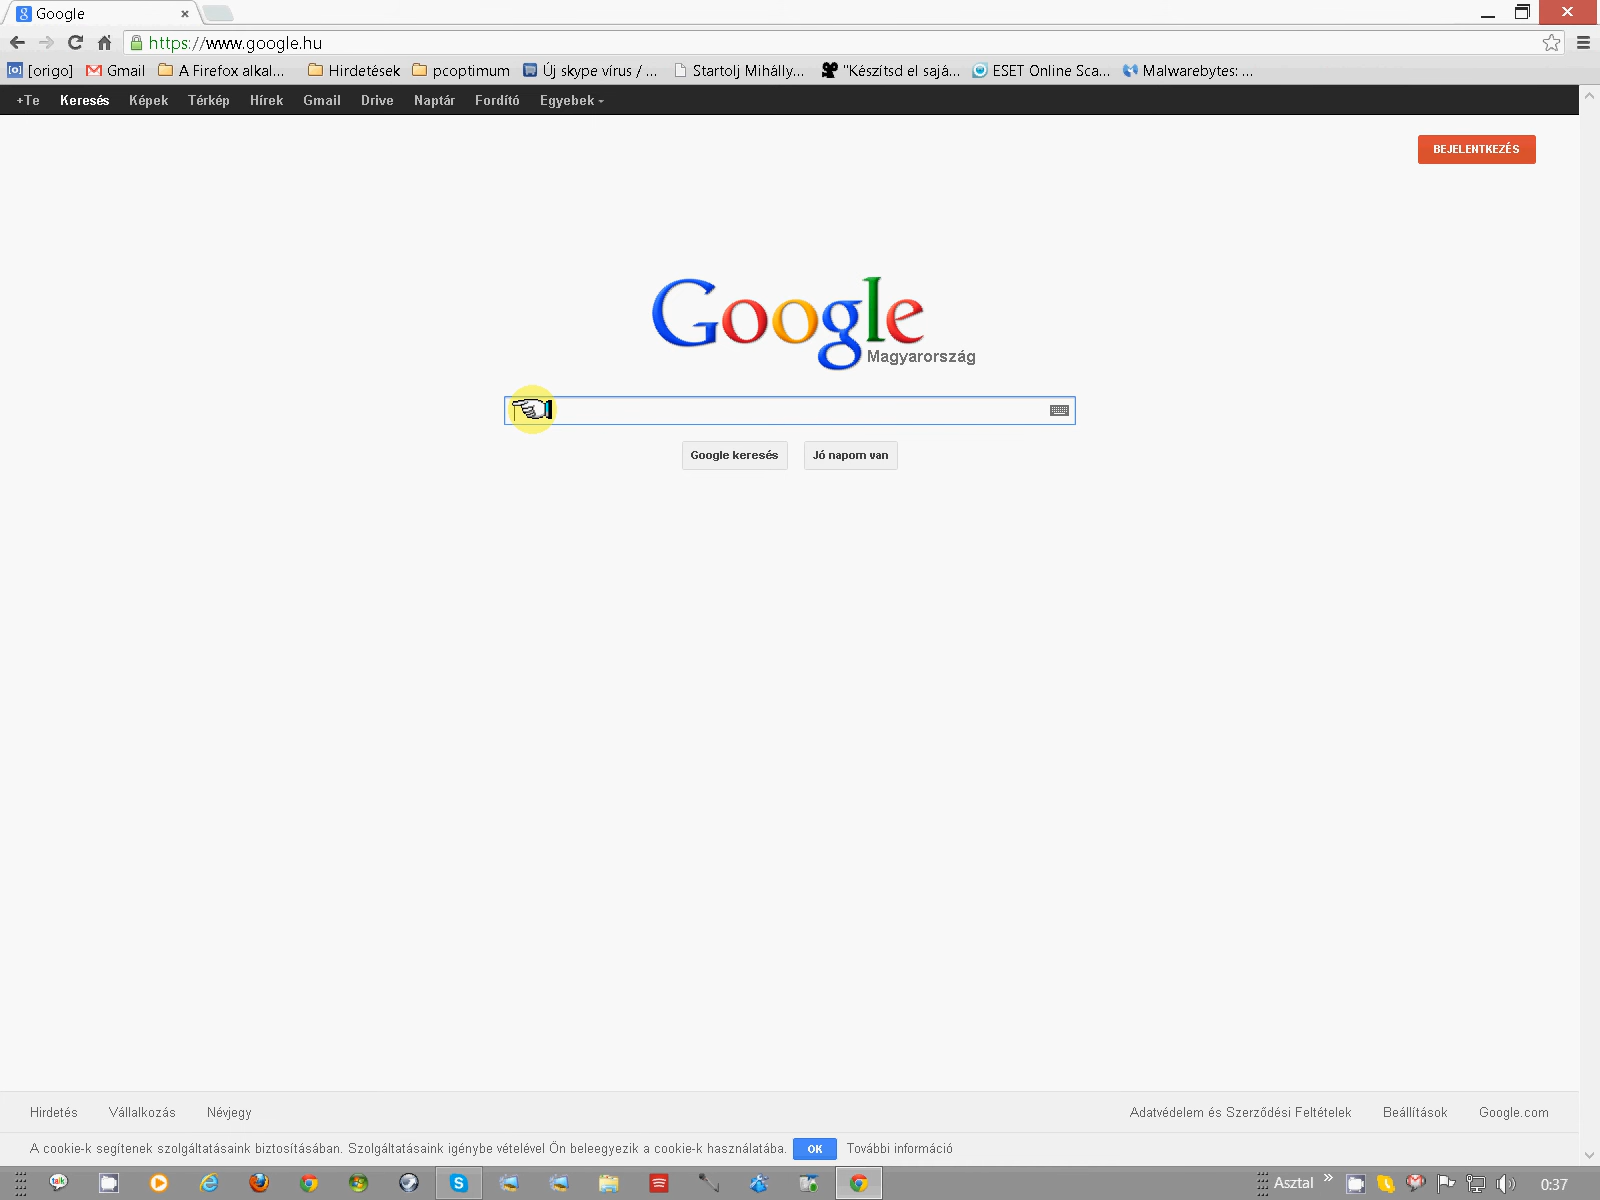 Google
https://www.google.hu
[origo] Gmail A Firefox alkal... Hirdetések pcoptimum Új skype vírus / ... Startolj Mihálly... "Készítsd el sajá... ESET Online Sca... Malwarebytes: ...
+Te Keresés Képek Térkép Hírek Gmail Drive Naptár Fordító Egyebek
BEJELENTKEZÉS
Google
Magyarország
Google keresés Jó napom van
Hirdetés Vállalkozás Névjegy Adatvédelem és Szerződési Feltételek Beállítások Google.com
A cookie-k segítenek szolgáltatásaink biztosításában. Szolgáltatásaink igénybe vételével Ön beleegyezik a cookie-k használatába. OK További információ
talk Asztal » 0:37